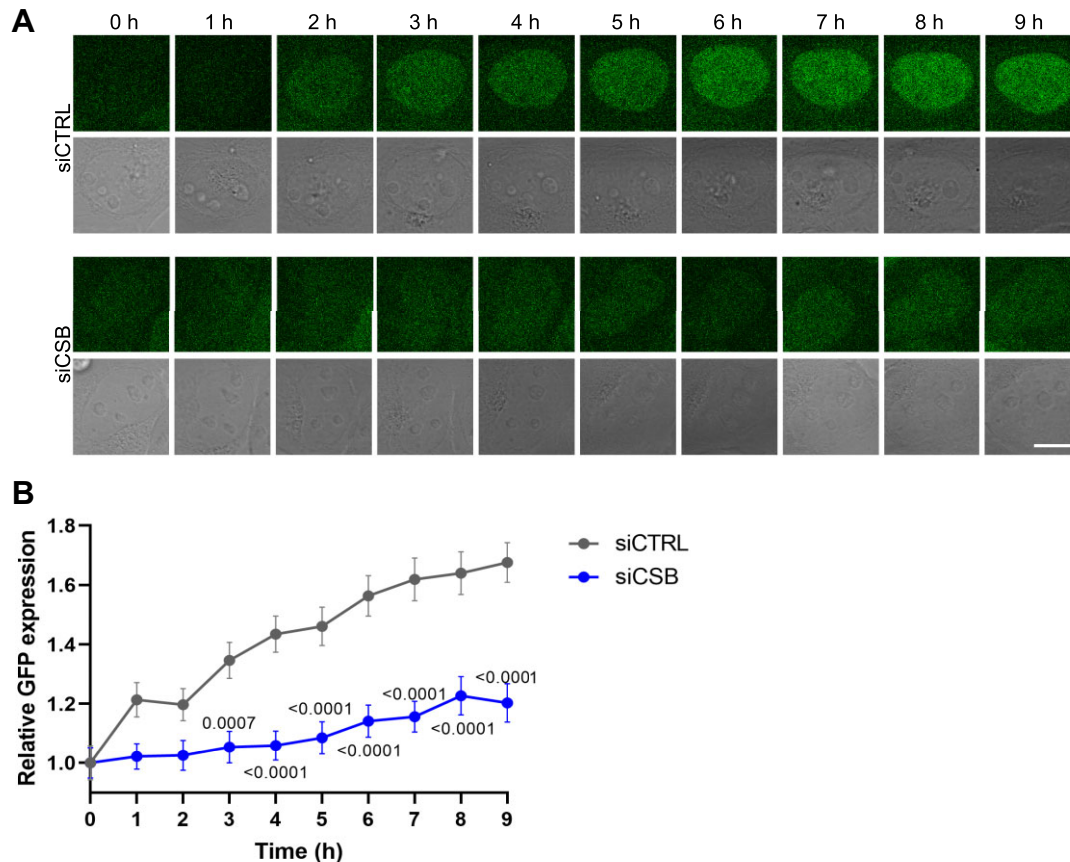 A
0 h 1 h 2 h 3 h 4 h 5 h 6 h 7 h 8 h 9 h
siCTRL
siCSB
B
Relative GFP expression
1.8
1.6
1.4
1.2
1.0
0.0007
<0.0001
<0.0001
<0.0001
<0.0001
<0.0001
<0.0001
<0.0001
0 1 2 3 4 5 6 7 8 9
Time (h)
siCTRL
siCSB